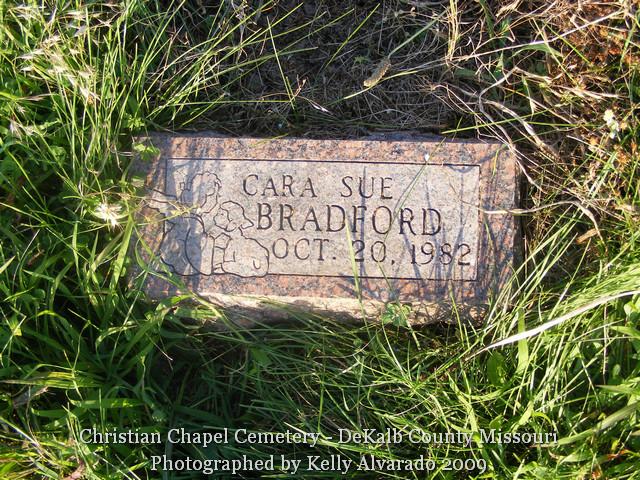 CARA SUE
BRADFORD
OCT. 20, 1982
Christian Chapel Cemetery - DeKalb County Missouri
Photographed by Kelly Alvarado 2009